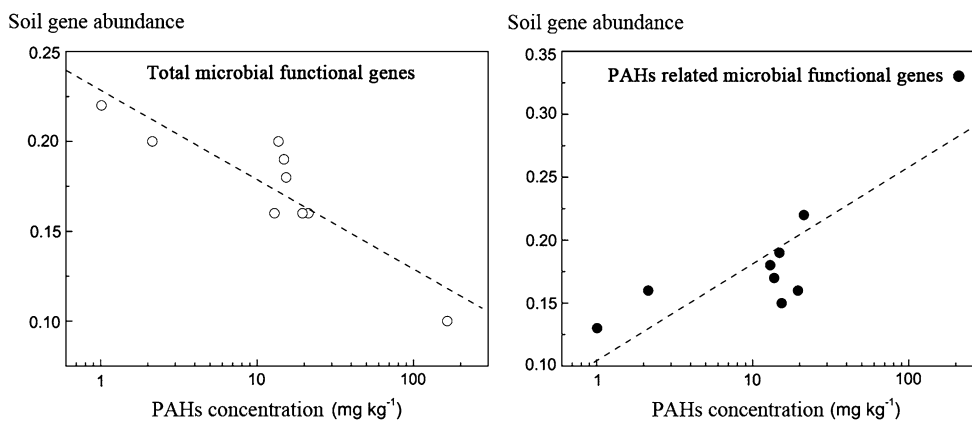 Soil gene abundance
0.25
Total microbial functional genes
0.20
0.15
0.10
1 10 100
PAHs concentration (mg kg⁻¹)
Soil gene abundance
0.35
PAHs related microbial functional genes
0.30
0.25
0.20
0.15
0.10
1 10 100
PAHs concentration (mg kg⁻¹)